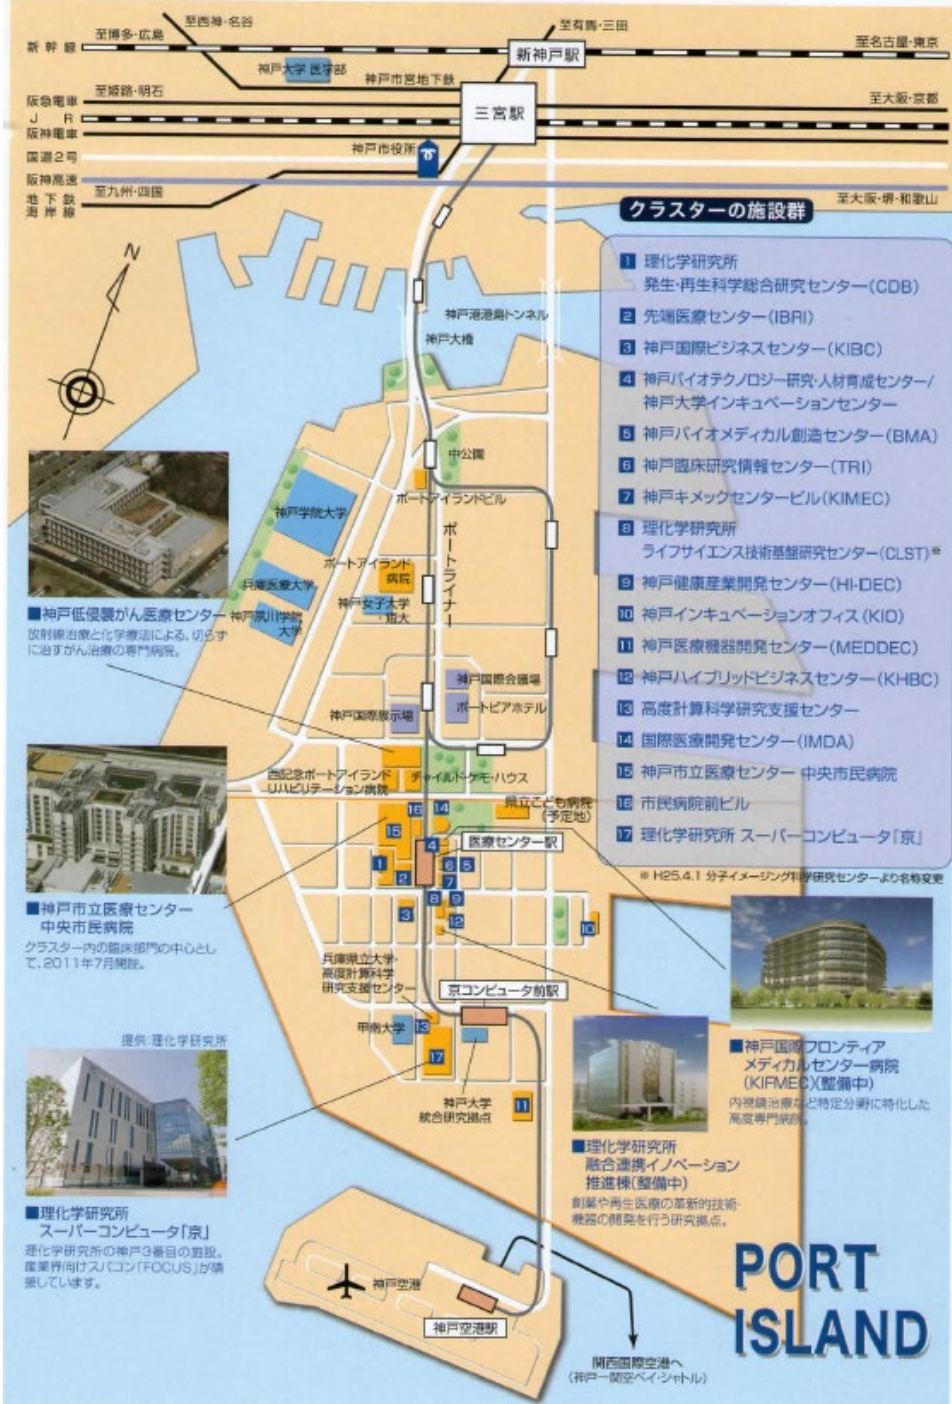 至西神・名谷
至有馬・三田
新幹線
至博多・広島
新神戸駅
至名古屋・東京
神戸大学 医学部
神戸市営地下鉄
阪急電車
至姫路・明石
三宮駅
至大阪・京都
JR
阪神電車
神戸市役所
国道2号
阪神高速
至九州・四国
至大阪・堺・和歌山
地下鉄
海岸線
クラスターの施設群
N
1 理化学研究所
発生・再生科学総合研究センター(CDB)
2 先端医療センター(IBRI)
3 神戸国際ビジネスセンター(KIBC)
4 神戸バイオテクノロジー研究・人材育成センター/
神戸大学インキュベーションセンター
5 神戸バイオメディカル創造センター(BMA)
6 神戸臨床研究情報センター(TRI)
7 神戸キメックセンタービル(KIMEC)
8 理化学研究所
ライフサイエンス技術基盤研究センター(CLST)※
9 神戸健康産業開発センター(HI-DEC)
10 神戸インキュベーションオフィス(KIO)
11 神戸医療機器開発センター(MEDDEC)
12 神戸ハイブリッドビジネスセンター(KHBC)
13 高度計算科学研究支援センター
14 国際医療開発センター(IMDA)
15 神戸市立医療センター 中央市民病院
16 市民病院前ビル
17 理化学研究所 スーパーコンピュータ「京」
※ H25.4.1 分子イメージング科学研究センターより名称変更
神戸港港島トンネル
神戸大橋
中公園
ポートアイランドビル
神戸学院大学
ポートライナー
兵庫医療大学
ポートアイランド
病院
神戸夙川学院
大学
神戸女子大学
・短大
■神戸低侵襲がん医療センター
放射線治療と化学療法による、切らず
に治すがん治療の専門病院。
神戸国際会議場
神戸国際展示場
ポートピアホテル
西記念ポートアイランド
リハビリテーション病院
チャイルド・ケモ・ハウス
県立こども病院
(予定地)
16
14
15
4
医療センター駅
1
2
6
5
7
8
9
3
12
10
■神戸市立医療センター
中央市民病院
クラスター内の臨床部門の中心とし
て、2011年7月開院。
兵庫県立大学・
高度計算科学
研究支援センター
京コンピュータ前駅
甲南大学
13
17
神戸大学
統合研究拠点
11
提供:理化学研究所
■理化学研究所
スーパーコンピュータ「京」
理化学研究所の神戸3番目の施設。
産業界向けスパコン「FOCUS」が隣
接しています。
■神戸国際フロンティア
メディカルセンター病院
(KIFMEC)(整備中)
内視鏡治療など特定分野に特化した
高度専門病院。
■理化学研究所
融合連携イノベーション
推進棟(整備中)
創薬や再生医療の革新的技術・
機器の開発を行う研究拠点。
神戸空港
神戸空港駅
関西国際空港へ
(神戸ー関空ベイ・シャトル)
PORT
ISLAND